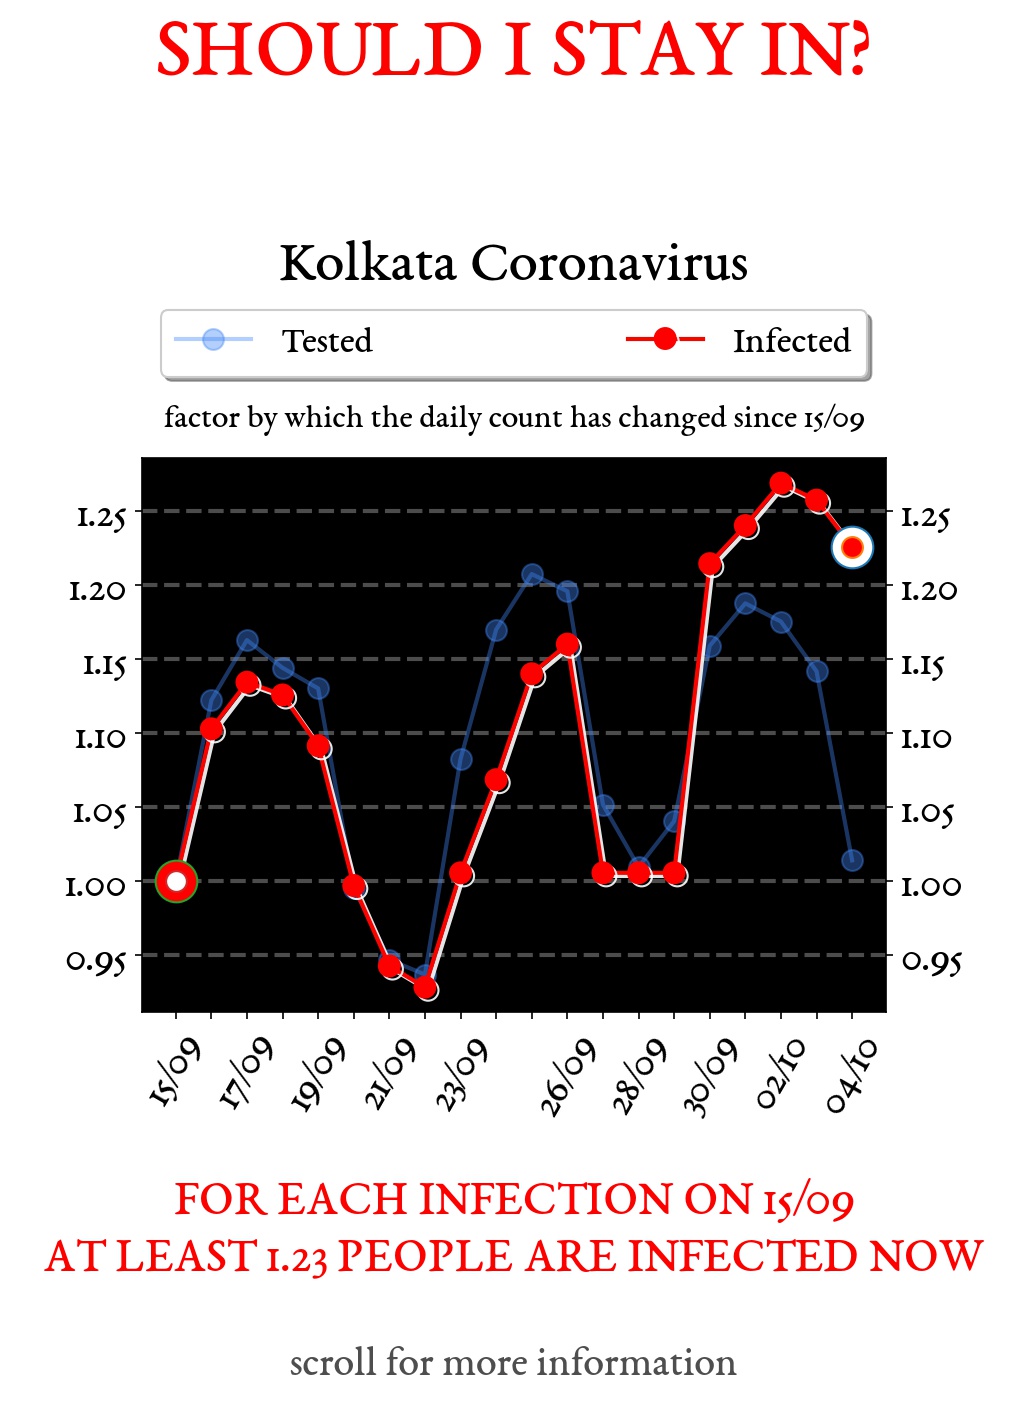 SHOULD I STAY IN?
Kolkata Coronavirus
Tested Infected
factor by which the daily count has changed since 15/09
1.25 1.25
1.20 1.20
1.15 1.15
1.10 1.10
1.05 1.05
1.00 1.00
0.95 0.95
15/09 17/09 19/09 21/09 23/09 26/09 28/09 30/09 02/10 04/10
FOR EACH INFECTION ON 15/09
AT LEAST 1.23 PEOPLE ARE INFECTED NOW
scroll for more information